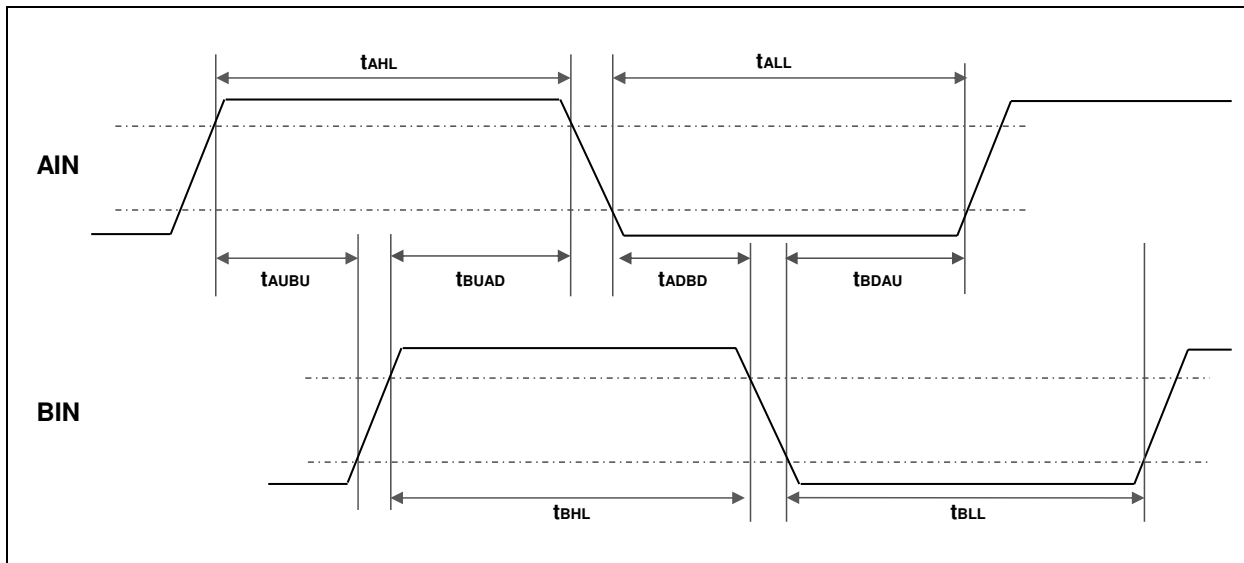 tAHL
tALL
AIN
tAUBU
tBUAD
tADBD
tBDAU
BIN
tBHL
tBLL